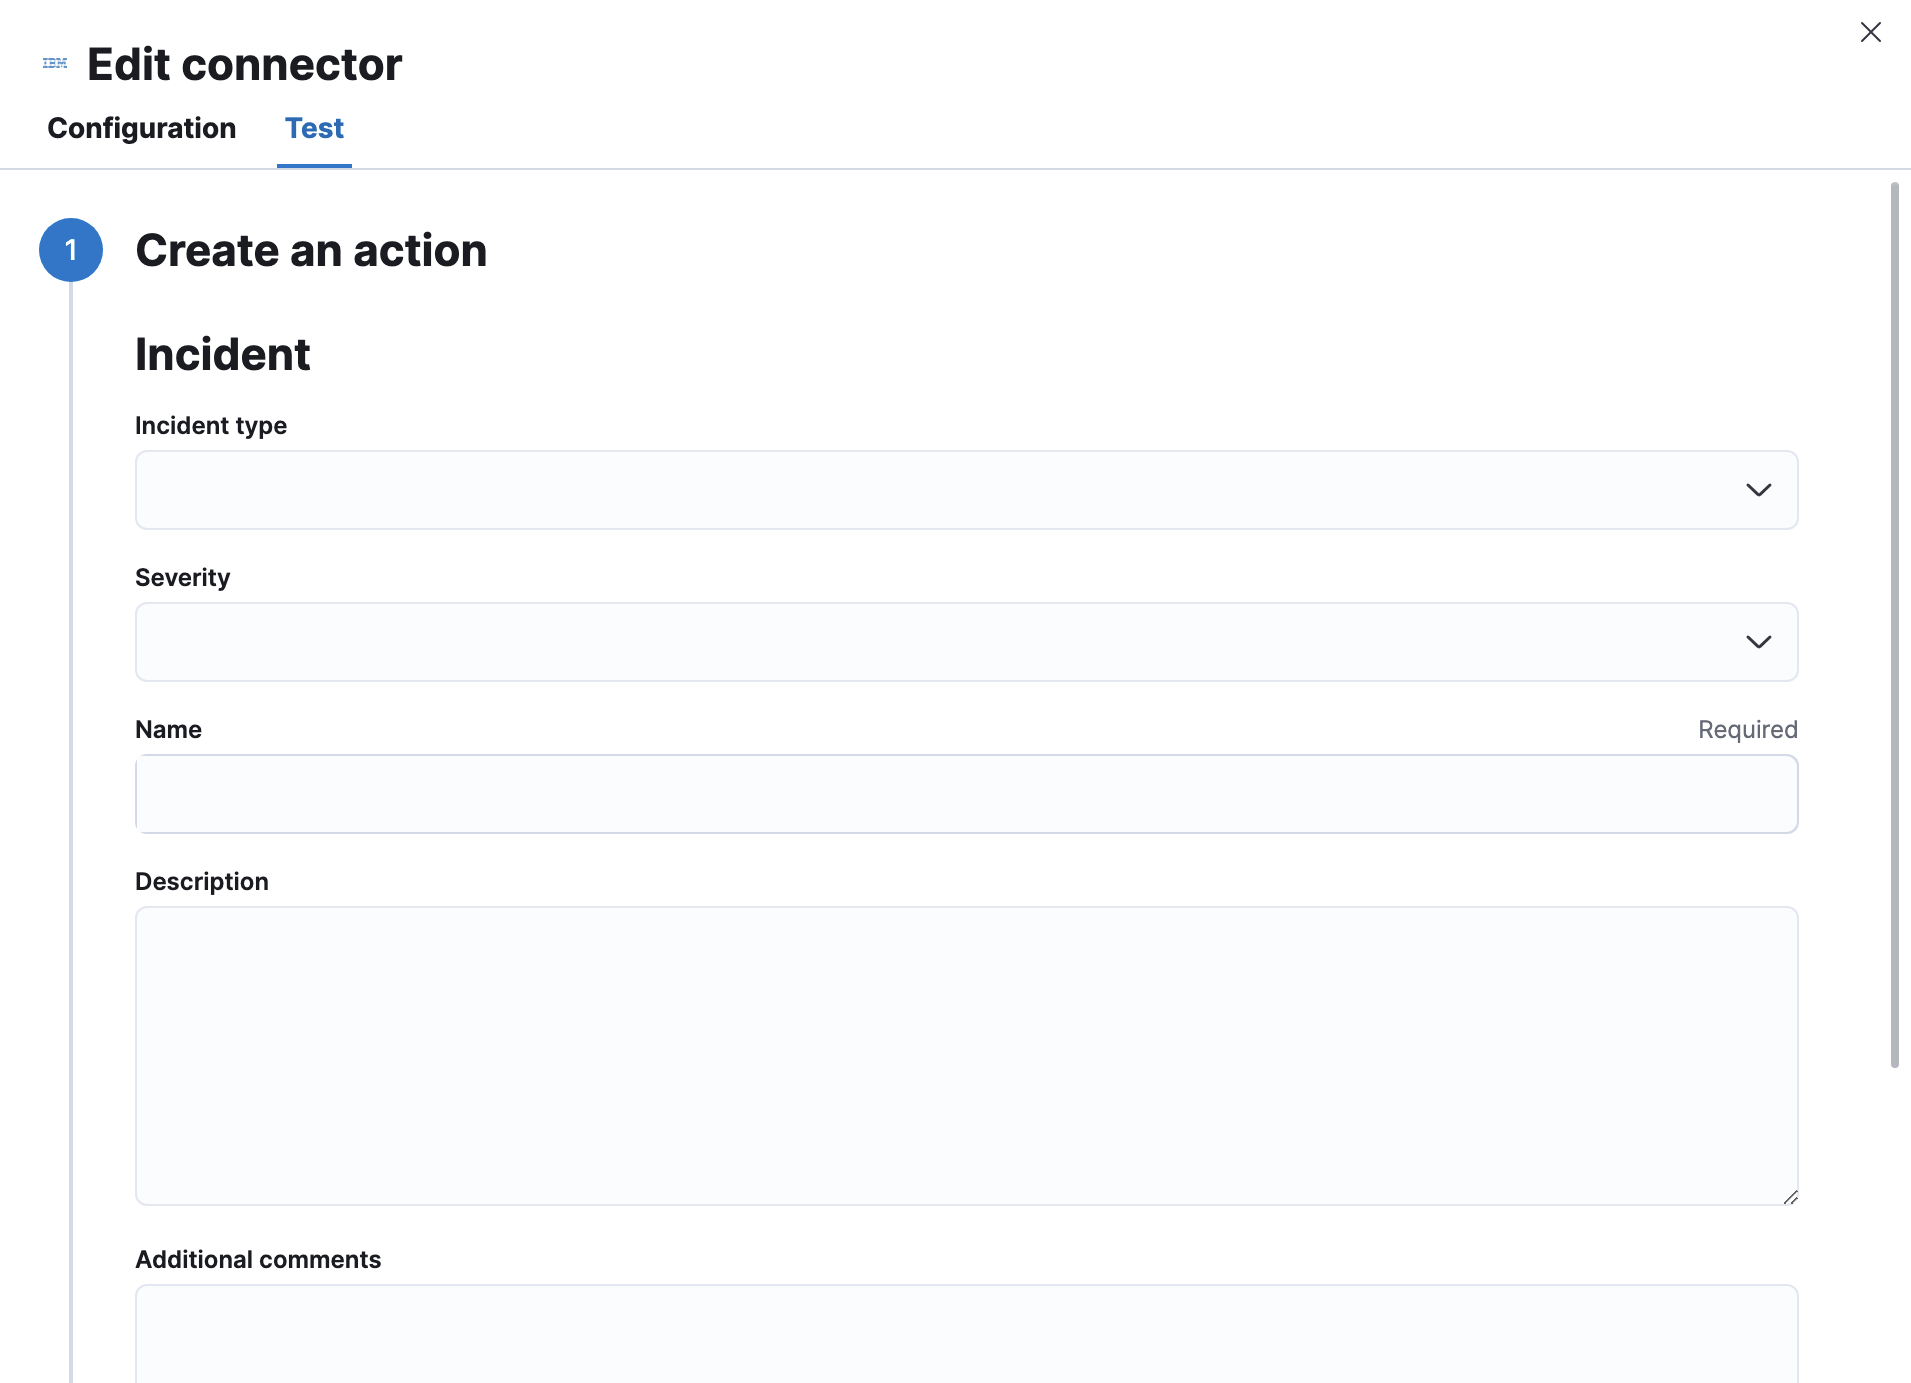 IBM
Edit connector
Configuration
Test
1
Create an action
Incident
Incident type
Severity
Name
Required
Description
Additional comments